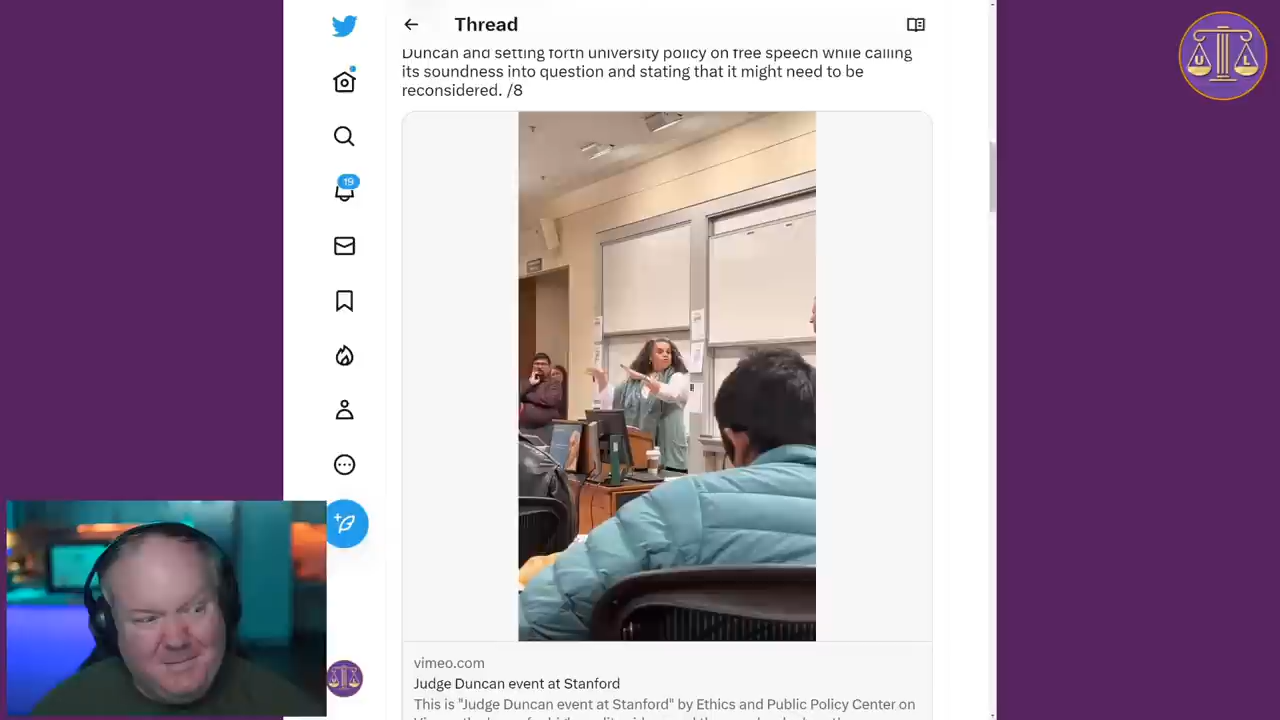 Thread
Duncan and setting forth university policy on free speech while calling
its soundness into question and stating that it might need to be
reconsidered. /8
19
U L
vimeo.com
Judge Duncan event at Stanford
This is "Judge Duncan event at Stanford" by Ethics and Public Policy Center on